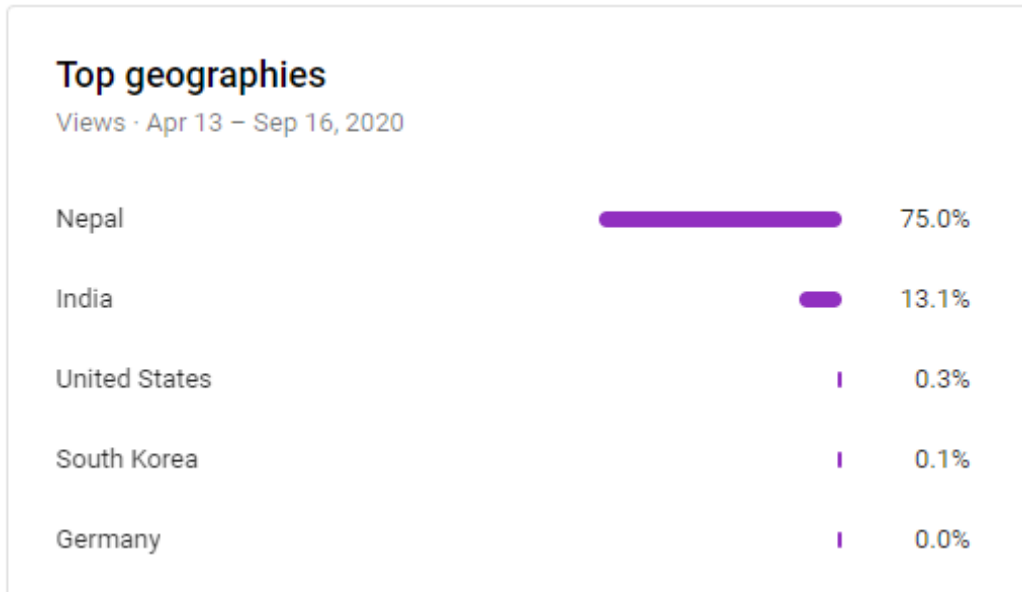 Top geographies
Views · Apr 13 – Sep 16, 2020
Nepal 75.0%
India 13.1%
United States 0.3%
South Korea 0.1%
Germany 0.0%